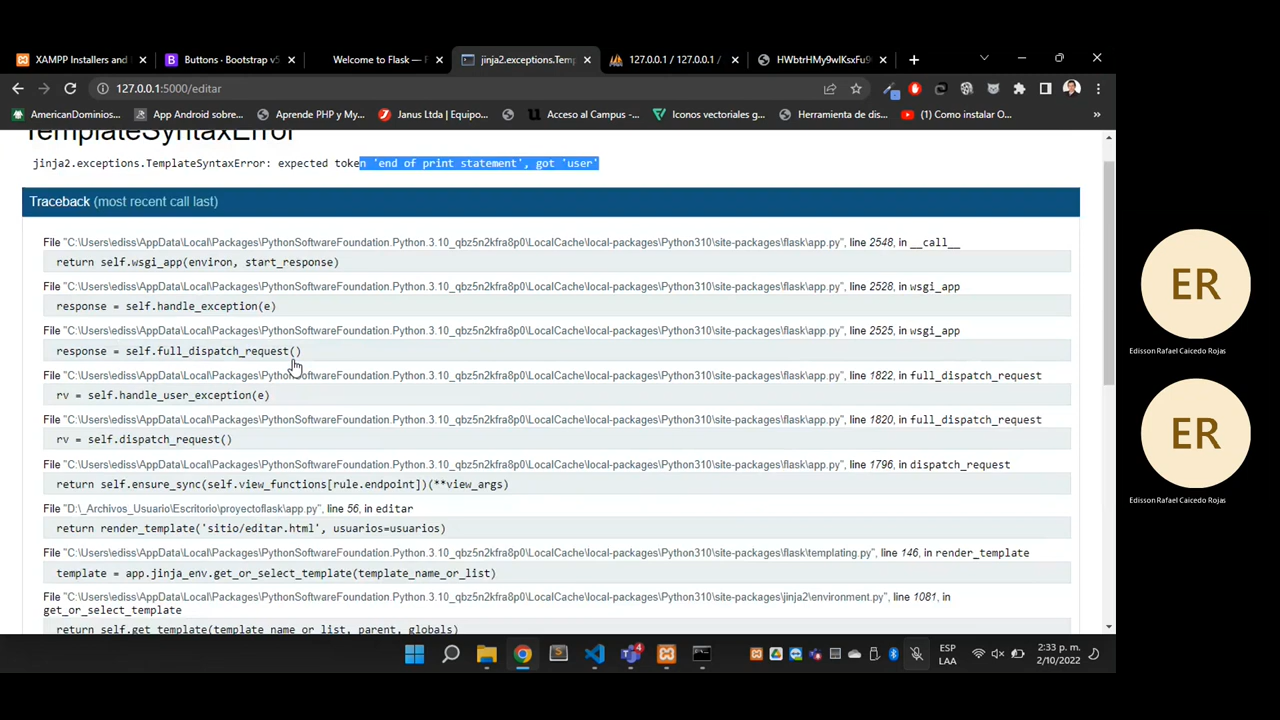 XAMPP Installers and
Buttons · Bootstrap v5
Welcome to Flask — F
jinja2.exceptions.Temp
127.0.0.1 / 127.0.0.1 /
HWbtrHMy9wIKsxFu9
127.0.0.1:5000/editar
AmericanDominios...
App Android sobre...
Aprende PHP y My...
Janus Ltda | Equipo...
Acceso al Campus -...
Iconos vectoriales g...
Herramienta de dis...
(1) Como instalar O...
TemplateSyntaxError
jinja2.exceptions.TemplateSyntaxError: expected token 'end of print statement', got 'user'
Traceback (most recent call last)
File "C:\Users\ediss\AppData\Local\Packages\PythonSoftwareFoundation.Python.3.10_qbz5n2kfra8p0\LocalCache\local-packages\Python310\site-packages\flask\app.py", line 2548, in __call__
return self.wsgi_app(environ, start_response)
File "C:\Users\ediss\AppData\Local\Packages\PythonSoftwareFoundation.Python.3.10_qbz5n2kfra8p0\LocalCache\local-packages\Python310\site-packages\flask\app.py", line 2528, in wsgi_app
response = self.handle_exception(e)
File "C:\Users\ediss\AppData\Local\Packages\PythonSoftwareFoundation.Python.3.10_qbz5n2kfra8p0\LocalCache\local-packages\Python310\site-packages\flask\app.py", line 2525, in wsgi_app
response = self.full_dispatch_request()
File "C:\Users\ediss\AppData\Local\Packages\PythonSoftwareFoundation.Python.3.10_qbz5n2kfra8p0\LocalCache\local-packages\Python310\site-packages\flask\app.py", line 1822, in full_dispatch_request
rv = self.handle_user_exception(e)
File "C:\Users\ediss\AppData\Local\Packages\PythonSoftwareFoundation.Python.3.10_qbz5n2kfra8p0\LocalCache\local-packages\Python310\site-packages\flask\app.py", line 1820, in full_dispatch_request
rv = self.dispatch_request()
File "C:\Users\ediss\AppData\Local\Packages\PythonSoftwareFoundation.Python.3.10_qbz5n2kfra8p0\LocalCache\local-packages\Python310\site-packages\flask\app.py", line 1796, in dispatch_request
return self.ensure_sync(self.view_functions[rule.endpoint])(**view_args)
File "D:\_Archivos_Usuario\Escritorio\proyectoflask\app.py", line 56, in editar
return render_template('sitio/editar.html', usuarios=usuarios)
File "C:\Users\ediss\AppData\Local\Packages\PythonSoftwareFoundation.Python.3.10_qbz5n2kfra8p0\LocalCache\local-packages\Python310\site-packages\flask\templating.py", line 146, in render_template
template = app.jinja_env.get_or_select_template(template_name_or_list)
File "C:\Users\ediss\AppData\Local\Packages\PythonSoftwareFoundation.Python.3.10_qbz5n2kfra8p0\LocalCache\local-packages\Python310\site-packages\jinja2\environment.py", line 1081, in
get_or_select_template
return self.get_template(template_name_or_list, parent, globals)
ER
Edisson Rafael Caicedo Rojas
ER
Edisson Rafael Caicedo Rojas
4
ESP
LAA
2:33 p. m.
2/10/2022